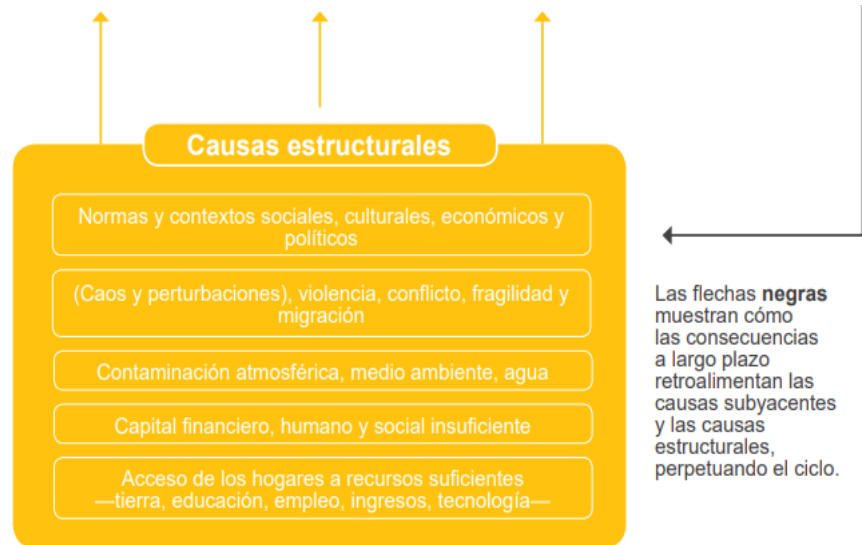 Causas estructurales
Normas y contextos sociales, culturales, económicos y
políticos
(Caos y perturbaciones), violencia, conflicto, fragilidad y
migración
Contaminación atmosférica, medio ambiente, agua
Capital financiero, humano y social insuficiente
Acceso de los hogares a recursos suficientes
—tierra, educación, empleo, ingresos, tecnología—
Las flechas negras
muestran cómo
las consecuencias
a largo plazo
retroalimentan las
causas subyacentes
y las causas
estructurales,
perpetuando el ciclo.